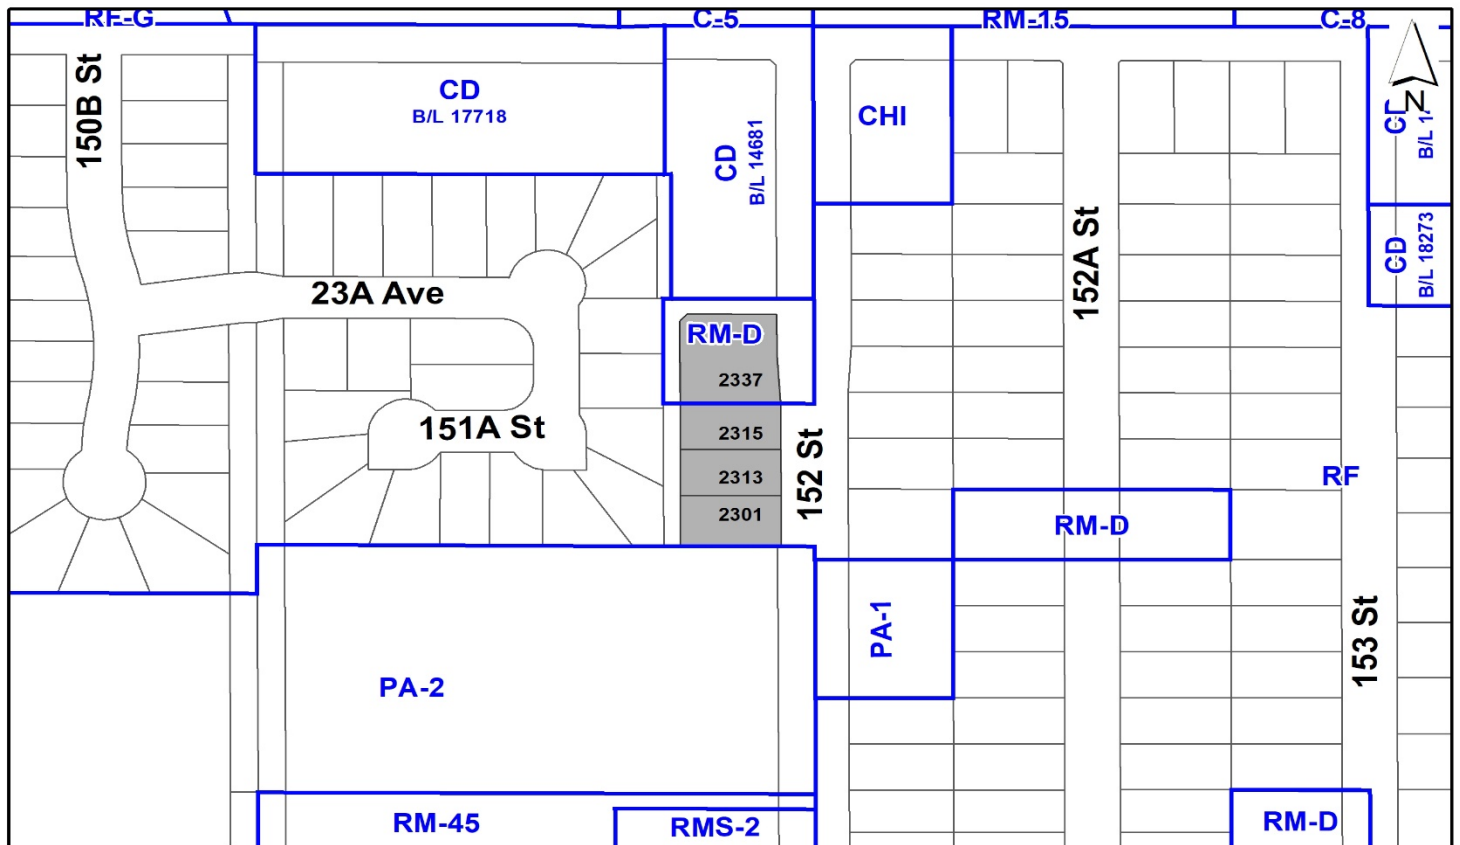 RF-G
C-5
RM-15
C-8
150B St
CD
B/L 17718
CD
B/L 14681
CHI
N
B/L 14
152A St
CD
B/L 18273
23A Ave
RM-D
2337
151A St
2315
2313
2301
152 St
RF
RM-D
PA-1
153 St
PA-2
RM-45
RMS-2
RM-D